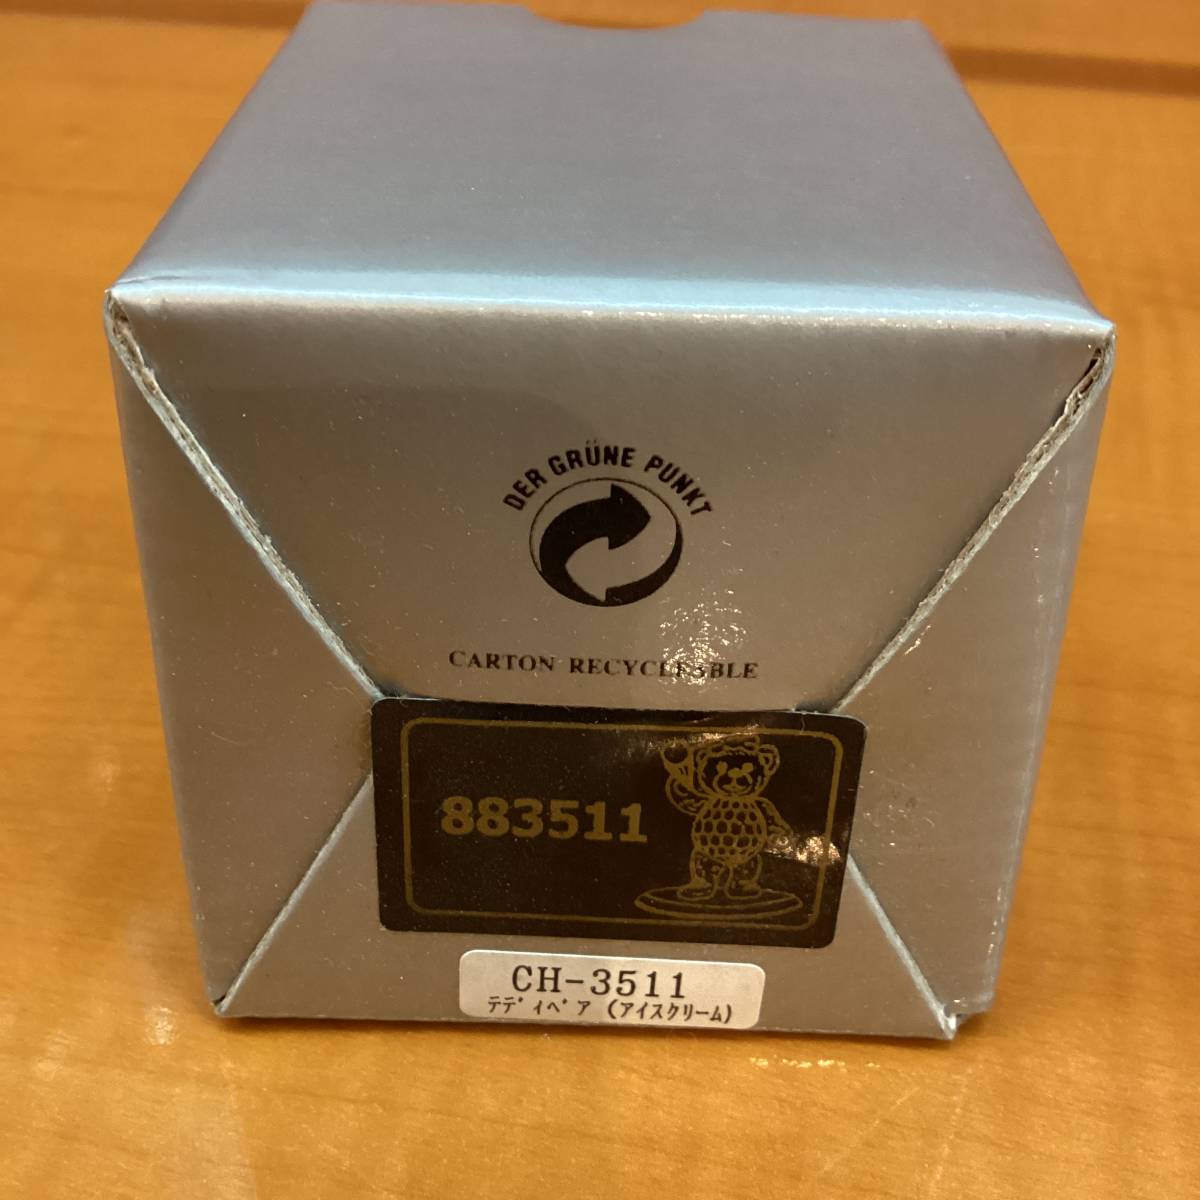 DER GRÜNE PUNKT
CARTON RECYCLEABLE
883511
CH-3511
ﾃﾃﾞｨﾍﾞｱ (ｱｲｽｸﾘｰﾑ)